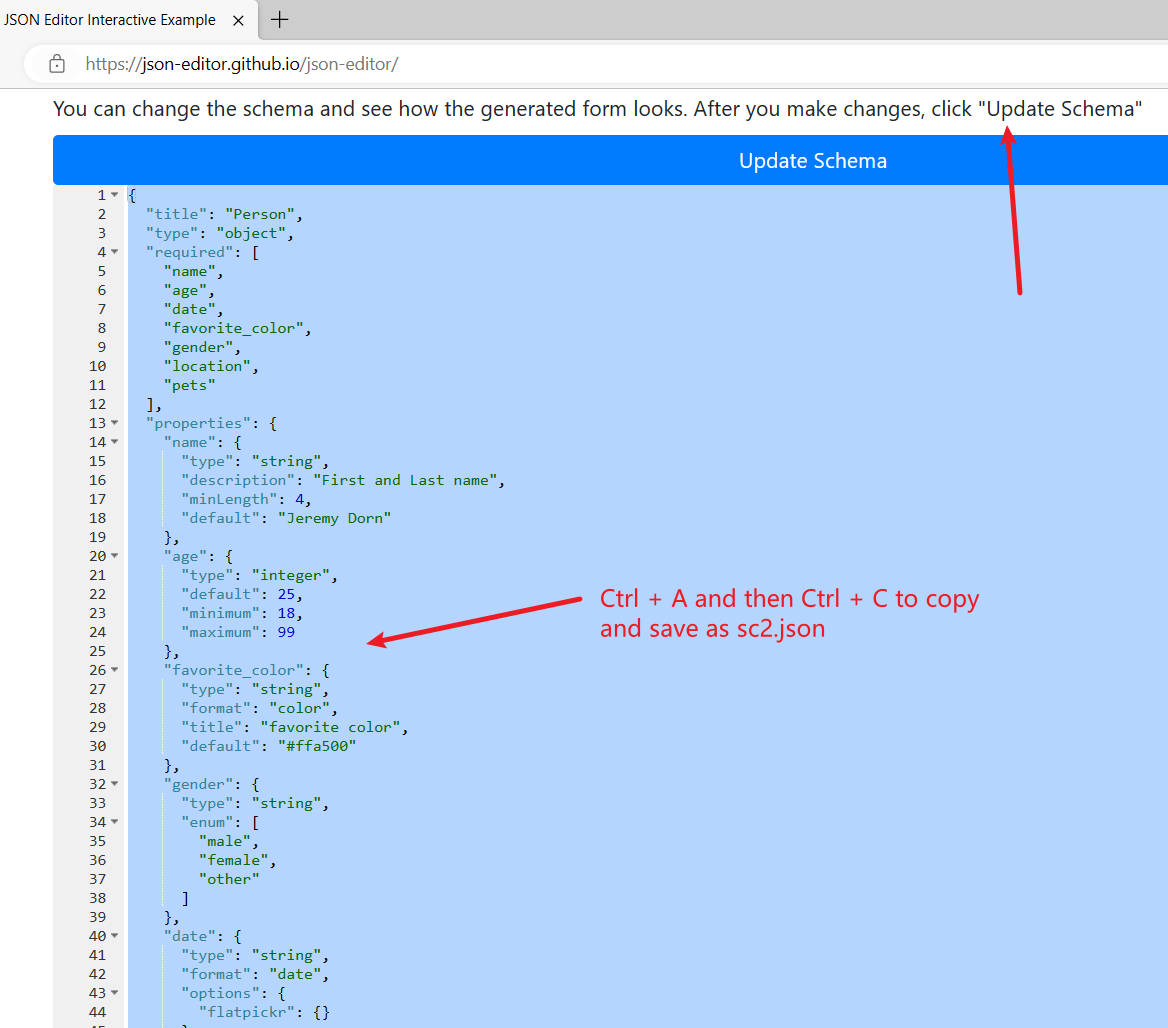 JSON Editor Interactive Example
https://json-editor.github.io/json-editor/
You can change the schema and see how the generated form looks. After you make changes, click "Update Schema"
Update Schema
1 {
2 "title": "Person",
3 "type": "object",
4 "required": [
5 "name",
6 "age",
7 "date",
8 "favorite_color",
9 "gender",
10 "location",
11 "pets"
12 ],
13 "properties": {
14 "name": {
15 "type": "string",
16 "description": "First and Last name",
17 "minLength": 4,
18 "default": "Jeremy Dorn"
19 },
20 "age": {
21 "type": "integer",
22 "default": 25,
23 "minimum": 18,
24 "maximum": 99
25 },
26 "favorite_color": {
27 "type": "string",
28 "format": "color",
29 "title": "favorite color",
30 "default": "#ffa500"
31 },
32 "gender": {
33 "type": "string",
34 "enum": [
35 "male",
36 "female",
37 "other"
38 ]
39 },
40 "date": {
41 "type": "string",
42 "format": "date",
43 "options": {
44 "flatpickr": {}
Ctrl + A and then Ctrl + C to copy
and save as sc2.json